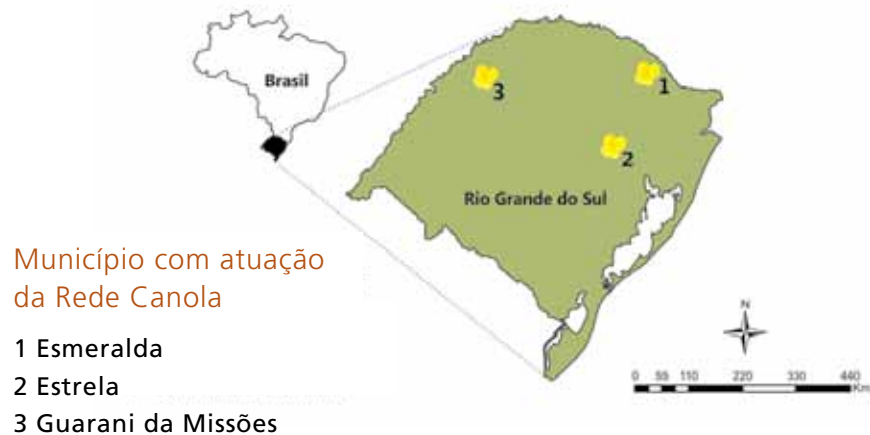 Brasil
3
1
2
Rio Grande do Sul
Município com atuação
da Rede Canola
1 Esmeralda
2 Estrela
3 Guarani da Missões
N
0 55 110 220 330 440
Km